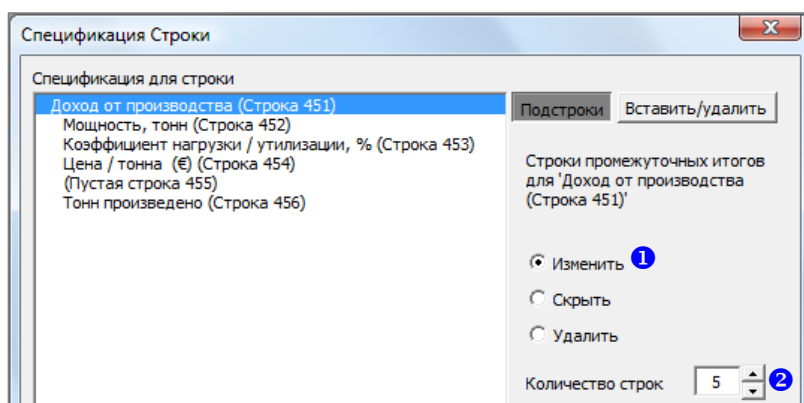 Спецификация Строки
Спецификация для строки
Доход от производства (Строка 451)
Мощность, тонн (Строка 452)
Коэффициент нагрузки / утилизации, % (Строка 453)
Цена / тонна (€) (Строка 454)
(Пустая строка 455)
Тонн произведено (Строка 456)
Подстроки Вставить/удалить
Строки промежуточных итогов
для 'Доход от производства
(Строка 451)'
Изменить 1
Скрыть
Удалить
Количество строк 5 2